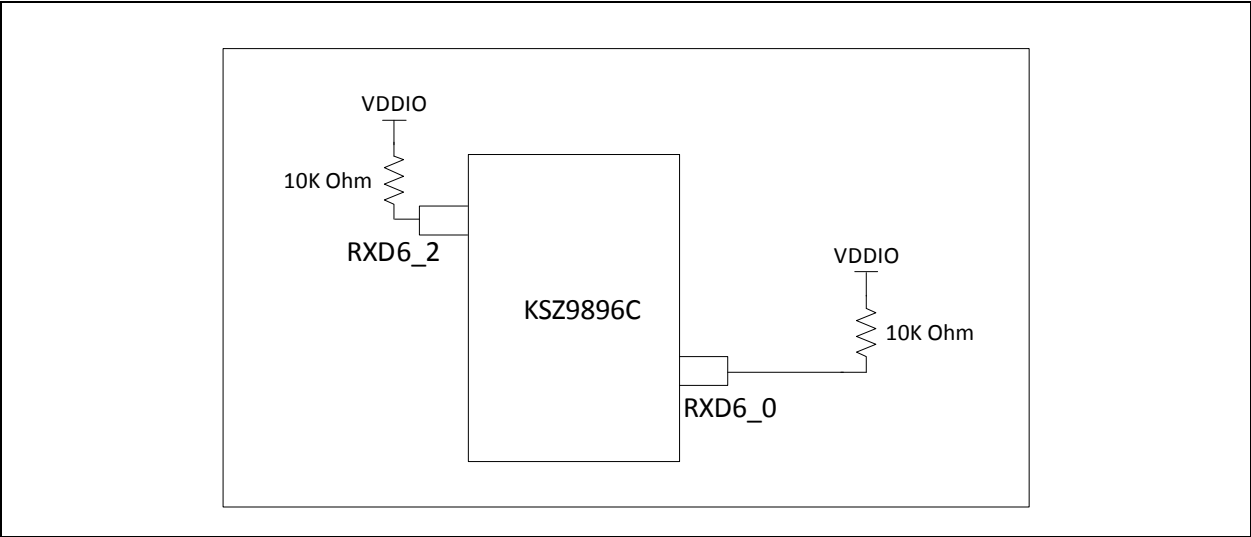 VDDIO
10K Ohm
RXD6_2
KSZ9896C
VDDIO
10K Ohm
RXD6_0